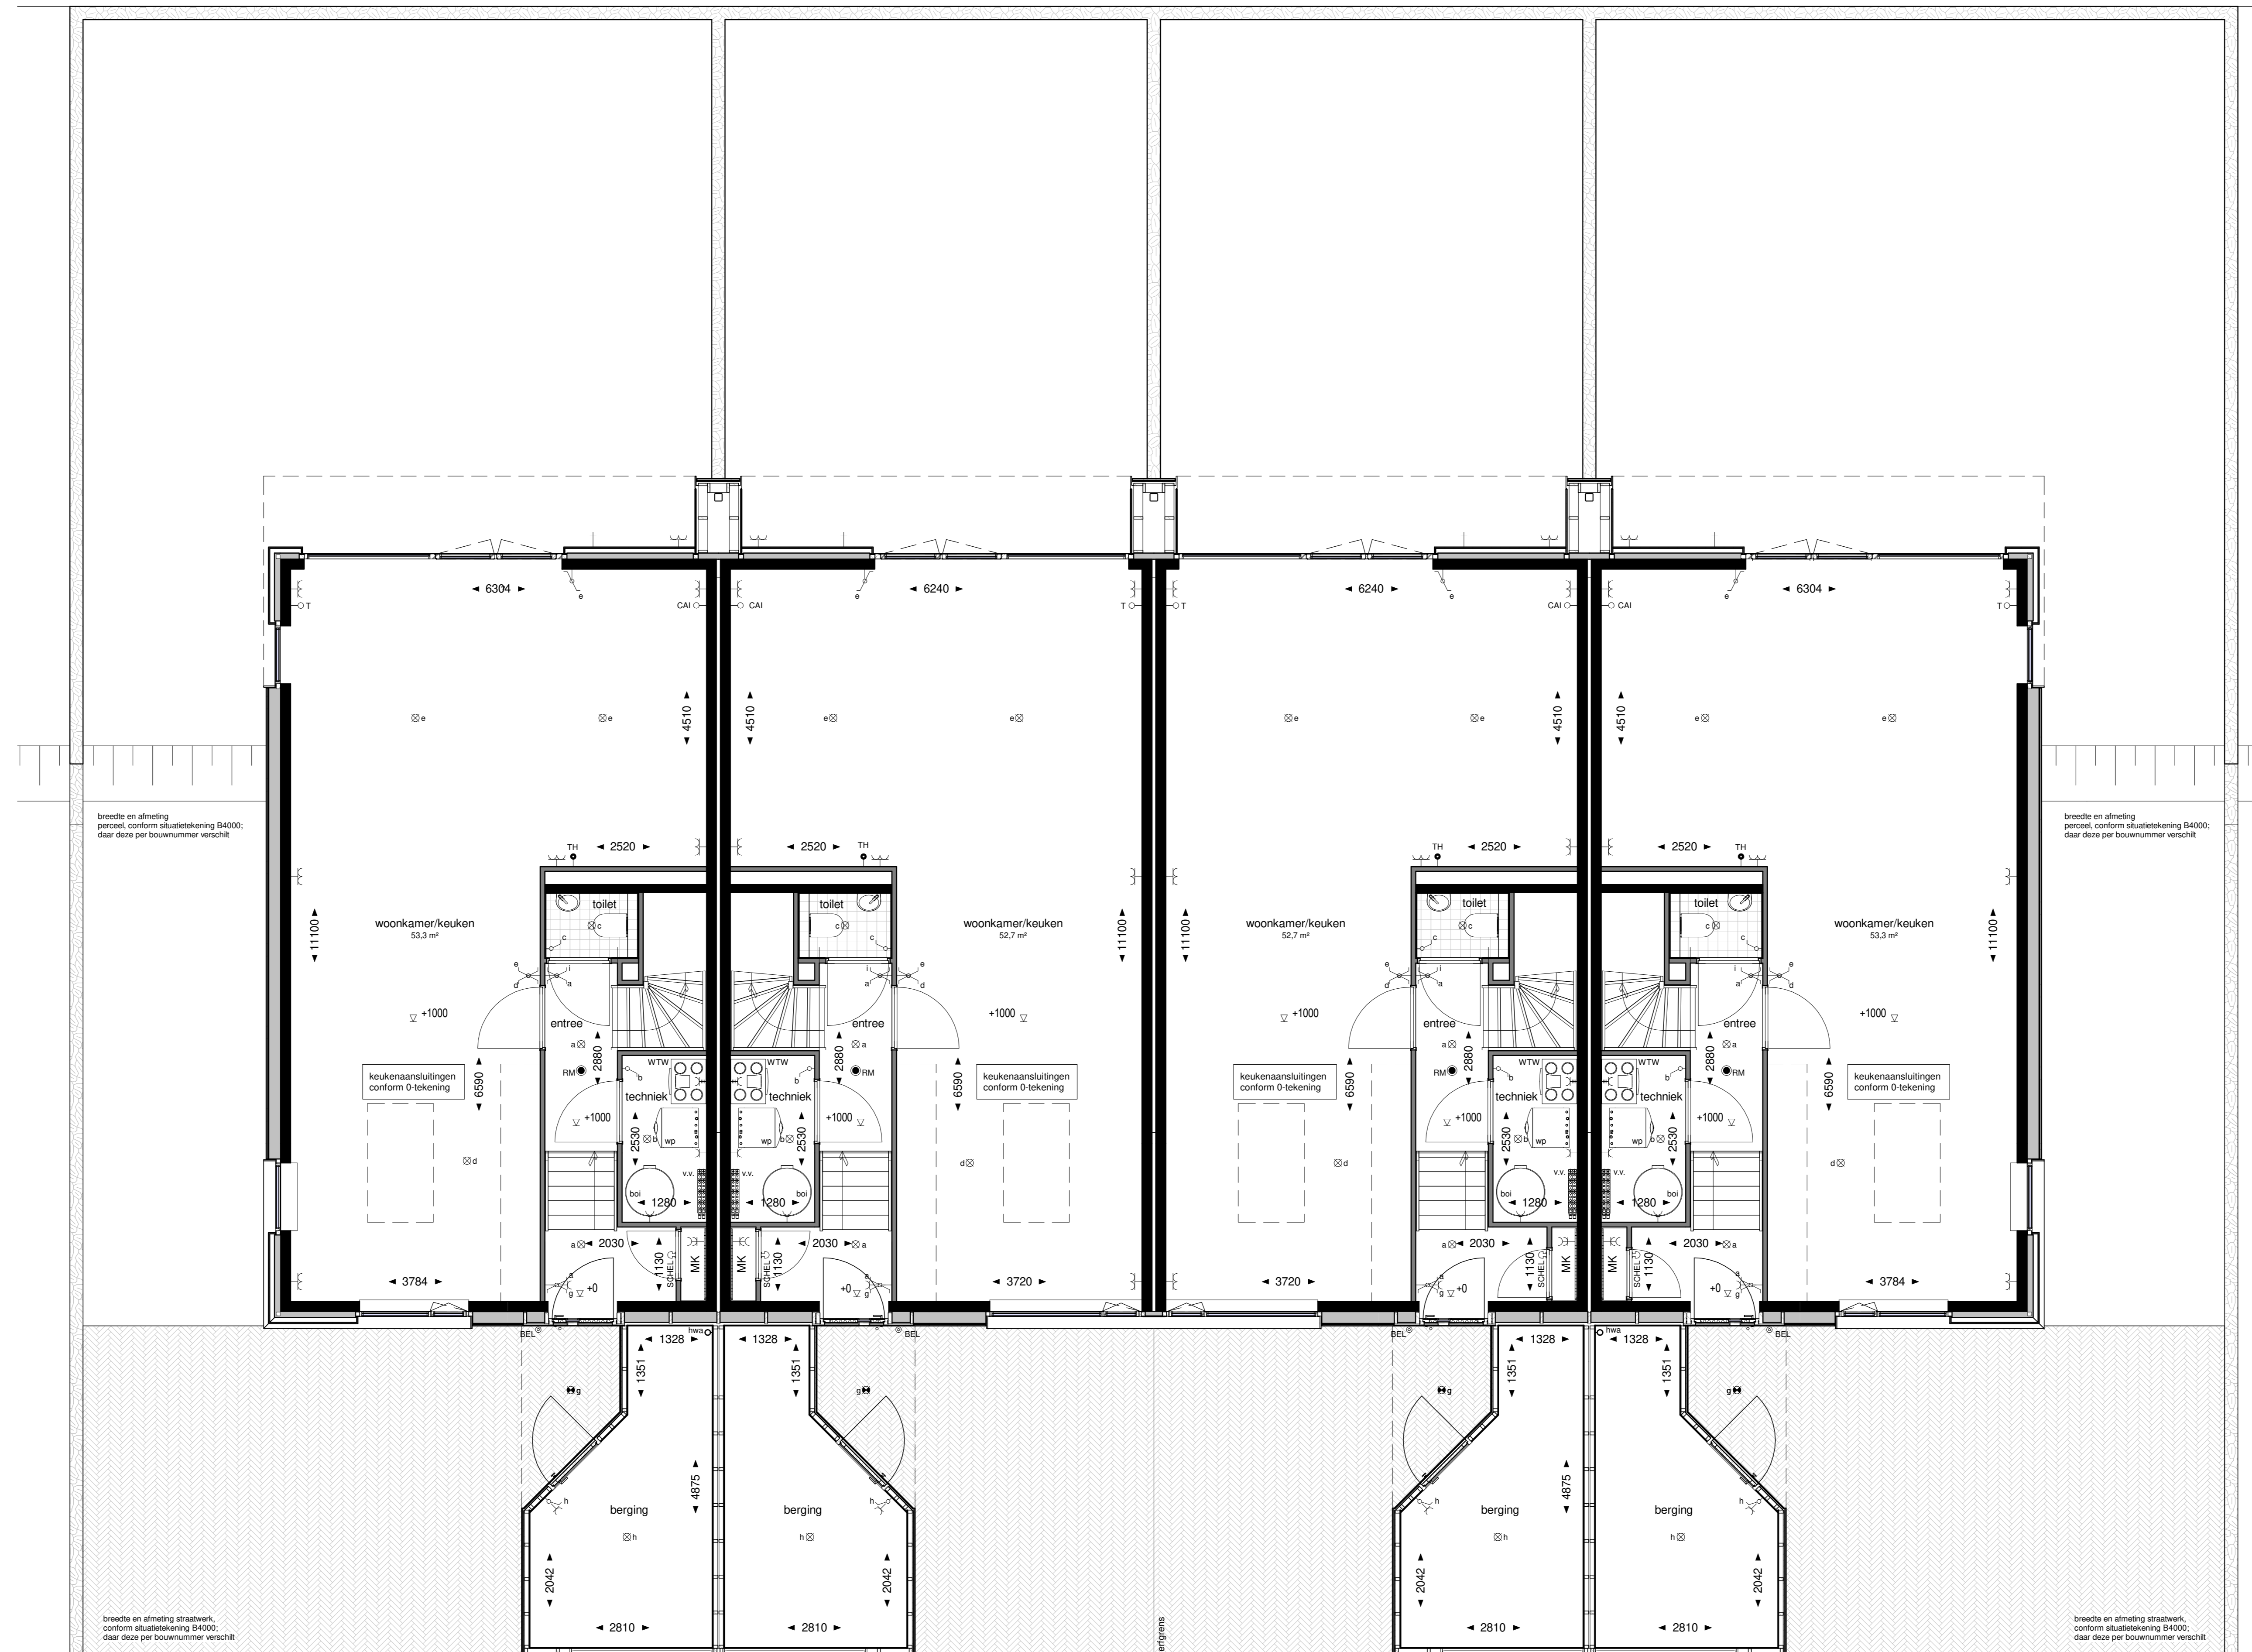 6304
6240
6240
6304
e
e
e
e
T
CAI
CAI
T
T
CAI
CAI
T
4510
4510
4510
4510
e
e
e
e
e
e
e
e
breedte en afmeting
perceel, conform situatietekening B4000;
daar deze per bouwnummer verschilt
breedte en afmeting
perceel, conform situatietekening B4000;
daar deze per bouwnummer verschilt
TH
2520
2520
TH
TH
2520
2520
TH
toilet
toilet
toilet
toilet
c
c
c
c
c
c
c
c
11100
woonkamer/keuken
53,3 m²
woonkamer/keuken
52,7 m²
11100
11100
woonkamer/keuken
52,7 m²
woonkamer/keuken
53,3 m²
11100
e
d
i
a
i
a
e
d
e
d
i
a
i
a
e
d
+1000
+1000
+1000
+1000
entree
entree
entree
entree
a
a
a
a
a
a
a
a
2880
2880
2880
2880
RM
RM
RM
RM
WTW
WTW
WTW
WTW
b
b
b
b
keukenaansluitingen
conform 0-tekening
6590
6590
keukenaansluitingen
conform 0-tekening
6590
6590
keukenaansluitingen
conform 0-tekening
techniek
techniek
techniek
techniek
+1000
+1000
+1000
+1000
2530
b
wp
wp
b
2530
2530
b
wp
wp
b
2530
d
d
d
d
v.v.
v.v.
v.v.
v.v.
boi
1280
1280
boi
boi
1280
1280
boi
a
2030
2030
a
a
2030
2030
a
1130
SCHEL
MK
MK
SCHEL
1130
1130
SCHEL
MK
MK
SCHEL
1130
3784
3720
3720
3784
a
g
+0
+0
a
g
a
g
+0
+0
a
g
BEL
hwa
BEL
BEL
hwa
BEL
1328
1328
1328
1328
1351
1351
1351
1351
g
g
g
g
4875
4875
h
h
h
h
berging
berging
berging
berging
h
h
h
h
2042
2042
2042
2042
2810
2810
2810
2810
erfgrens
breedte en afmeting straatwerk,
conform situatietekening B4000;
daar deze per bouwnummer verschilt
breedte en afmeting straatwerk,
conform situatietekening B4000;
daar deze per bouwnummer verschilt